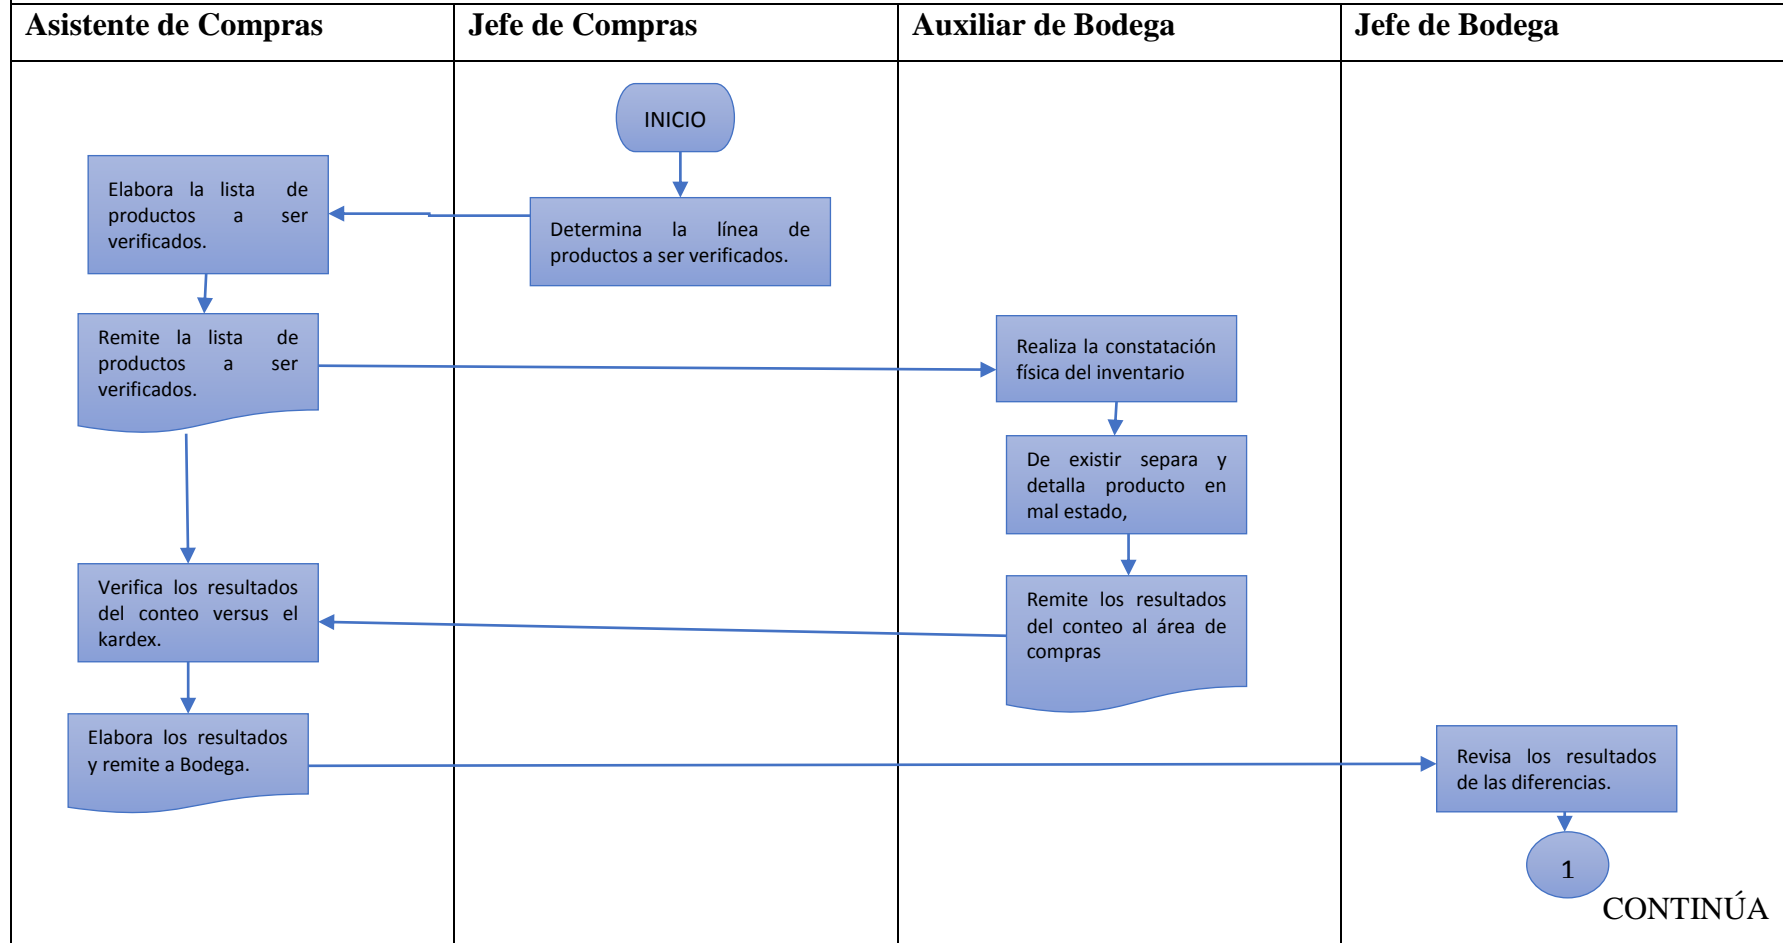 Asistente de Compras
Jefe de Compras
Auxiliar de Bodega
Jefe de Bodega
INICIO
Determina la línea de
productos a ser verificados.
Elabora la lista de
productos a ser
verificados.
Remite la lista de
productos a ser
verificados.
Realiza la constatación
física del inventario
De existir separa y
detalla producto en
mal estado,
Remite los resultados
del conteo al área de
compras
Verifica los resultados
del conteo versus el
kardex.
Elabora los resultados
y remite a Bodega.
Revisa los resultados
de las diferencias.
1
CONTINÚA